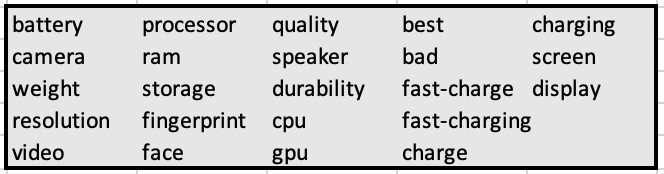 battery processor quality best charging
camera ram speaker bad screen
weight storage durability fast-charge display
resolution fingerprint cpu fast-charging
video face gpu charge